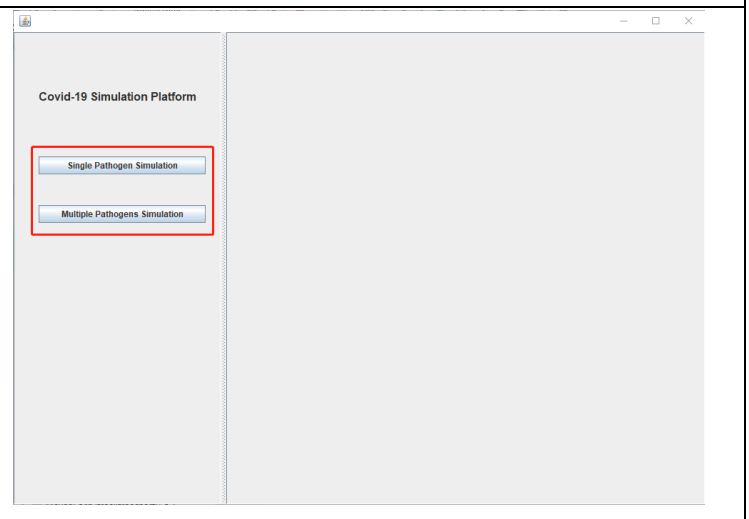 Covid-19 Simulation Platform
Single Pathogen Simulation
Multiple Pathogens Simulation